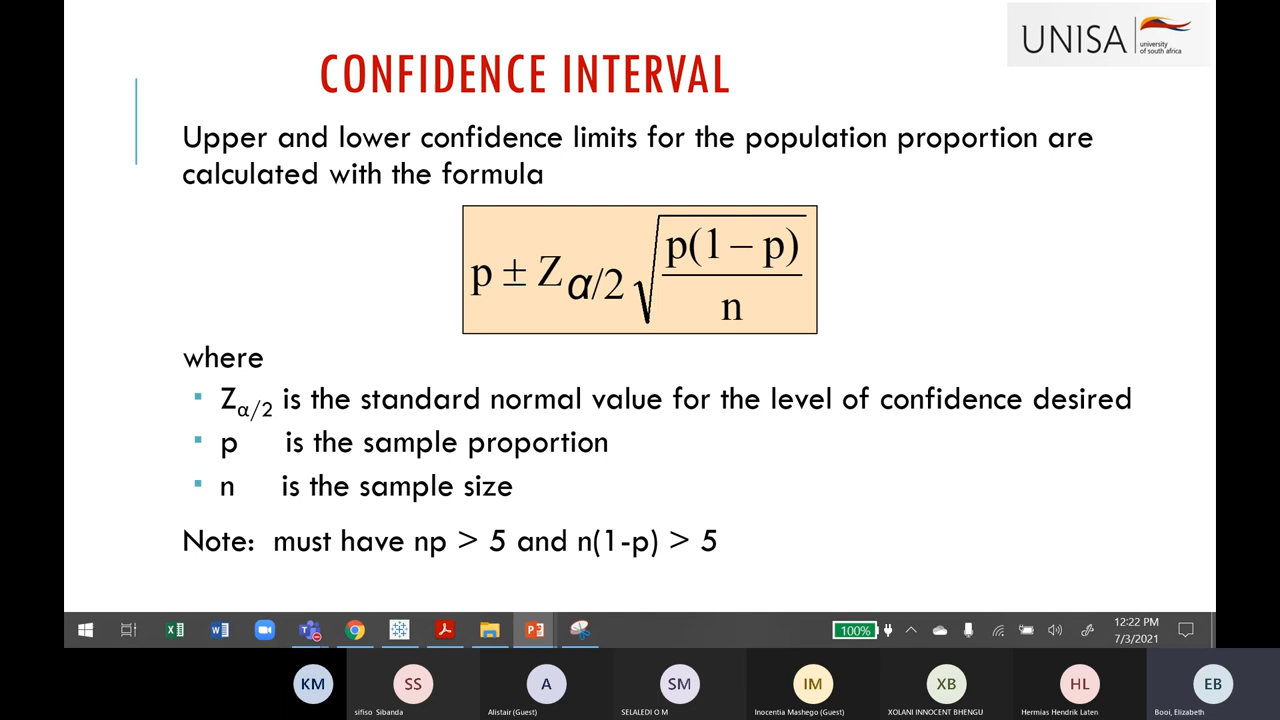 UNISA
university
of south africa
CONFIDENCE INTERVAL
Upper and lower confidence limits for the population proportion are
calculated with the formula
p ± Zα/2 √(p(1 − p)/n)
where
▪ Zα/2 is the standard normal value for the level of confidence desired
▪ p is the sample proportion
▪ n is the sample size
Note: must have np > 5 and n(1-p) > 5
100%
12:22 PM
7/3/2021
KM
SS
A
SM
IM
XB
HL
EB
sifiso Sibanda
Alistair (Guest)
SELALEDI O M
Inocentia Mashego (Guest)
XOLANI INNOCENT BHENGU
Hermias Hendrik Laten
Booi, Elizabeth